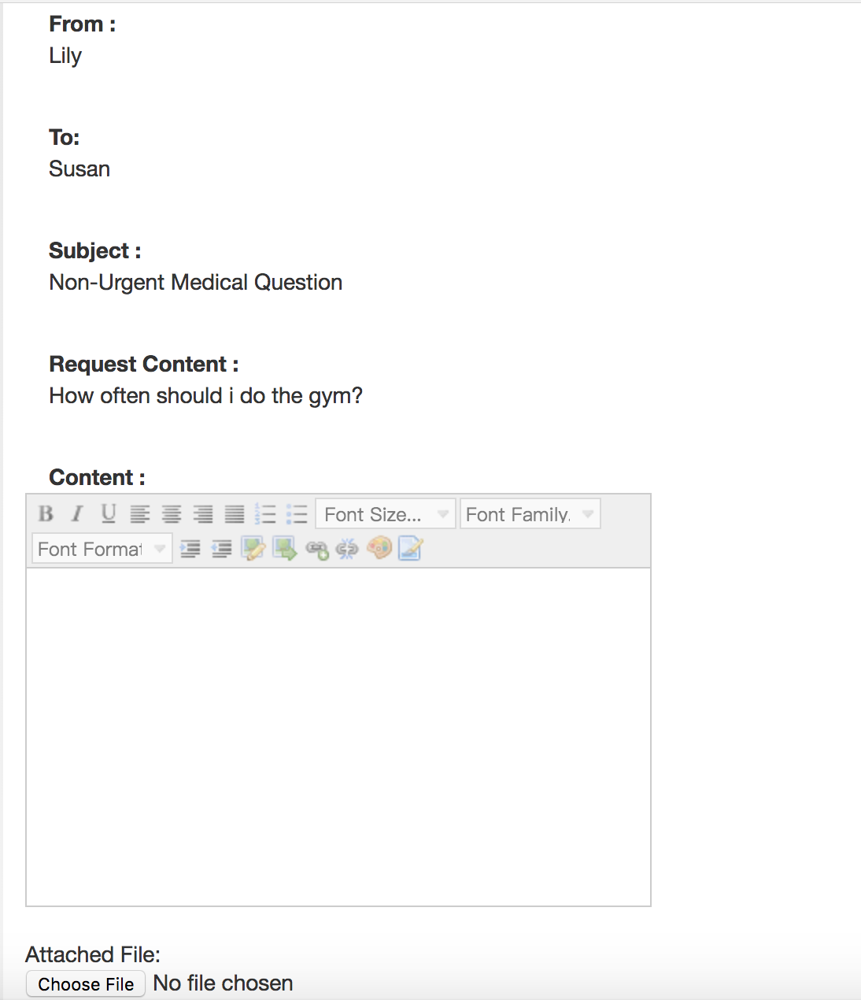 From :
Lily
To:
Susan
Subject :
Non-Urgent Medical Question
Request Content :
How often should i do the gym?
Content :
B I U Font Size... Font Family.
Font Format
Attached File:
Choose File No file chosen